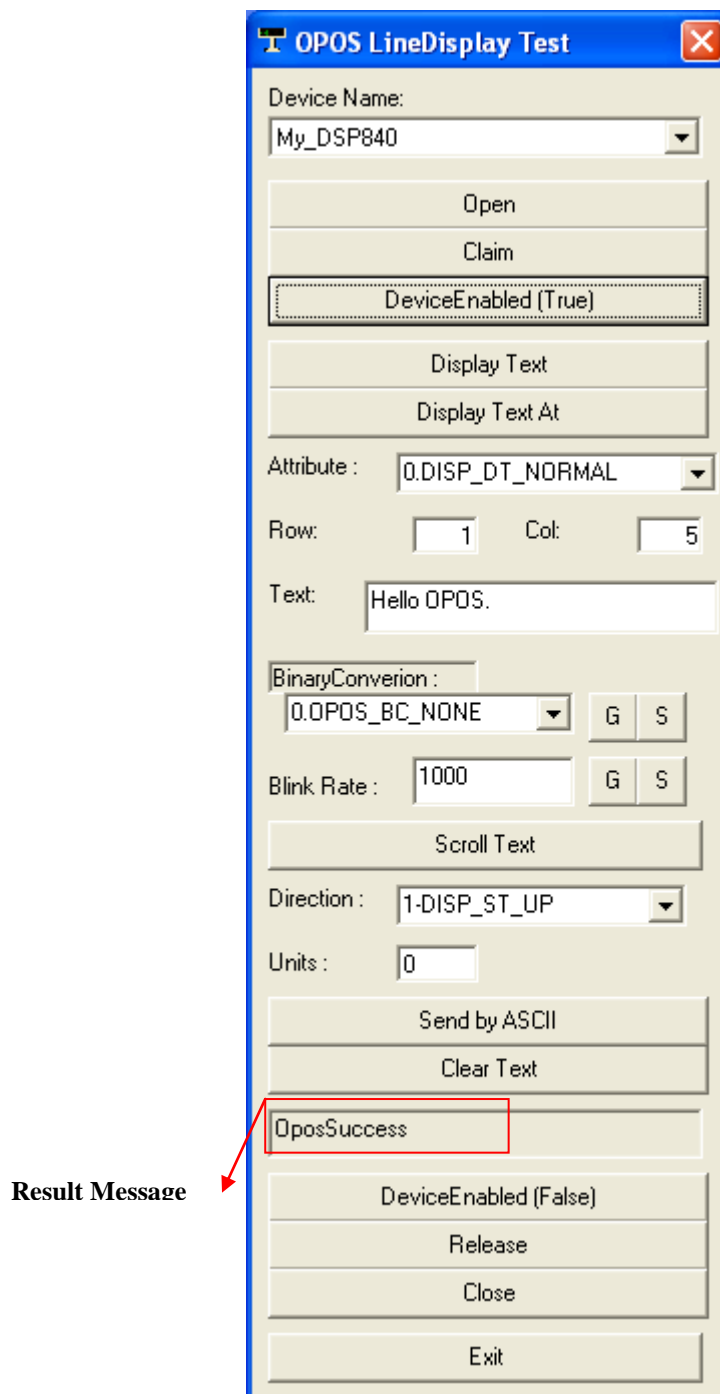 OPOS LineDisplay Test
Device Name:
My_DSP840
Open
Claim
DeviceEnabled (True)
Display Text
Display Text At
Attribute : 0.DISP_DT_NORMAL
Row: 1 Col: 5
Text: Hello OPOS.
BinaryConverion :
0.OPOS_BC_NONE G S
Blink Rate : 1000 G S
Scroll Text
Direction : 1-DISP_ST_UP
Units : 0
Send by ASCII
Clear Text
OposSuccess
Result Message
DeviceEnabled (False)
Release
Close
Exit